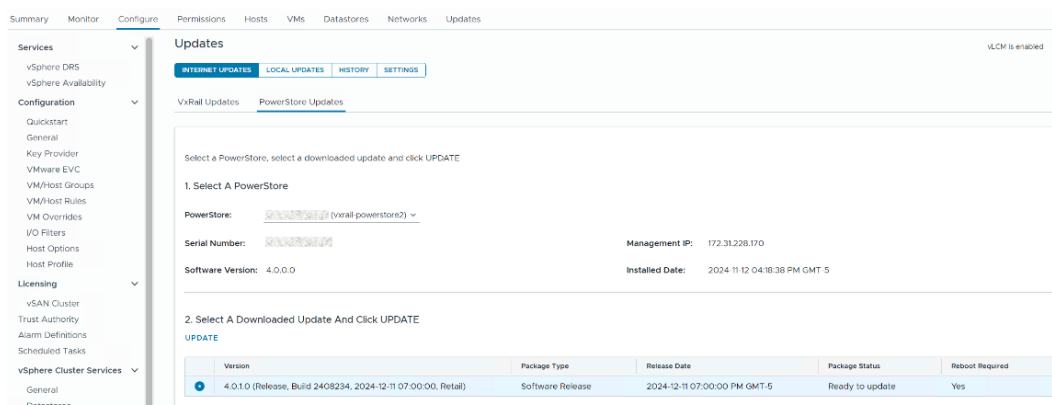 Summary Monitor Configure Permissions Hosts VMs Datastores Networks Updates
Services
vSphere DRS
vSphere Availability
Configuration
Quickstart
General
Key Provider
VMware EVC
VM/Host Groups
VM/Host Rules
VM Overrides
I/O Filters
Host Options
Host Profile
Licensing
vSAN Cluster
Trust Authority
Alarm Definitions
Scheduled Tasks
vSphere Cluster Services
General
Datastores
Updates
vLCM is enabled
INTERNET UPDATES LOCAL UPDATES HISTORY SETTINGS
VxRail Updates PowerStore Updates
Select a PowerStore, select a downloaded update and click UPDATE
1. Select A PowerStore
PowerStore: (vxrail-powerstore2)
Serial Number:
Management IP: 172.31.228.170
Software Version: 4.0.0.0
Installed Date: 2024-11-12 04:18:38 PM GMT-5
2. Select A Downloaded Update And Click UPDATE
UPDATE
Version Package Type Release Date Package Status Reboot Required
4.0.1.0 (Release, Build 2408234, 2024-12-11 07:00:00, Retail) Software Release 2024-12-11 07:00:00 PM GMT-5 Ready to update Yes